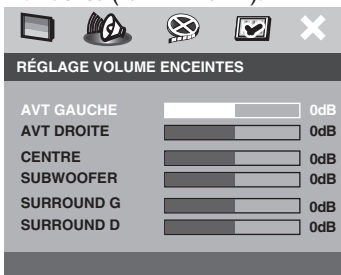 RÉGLAGE VOLUME ENCEINTES
AVT GAUCHE 0dB
AVT DROITE 0dB
CENTRE 0dB
SUBWOOFER 0dB
SURROUND G 0dB
SURROUND D 0dB